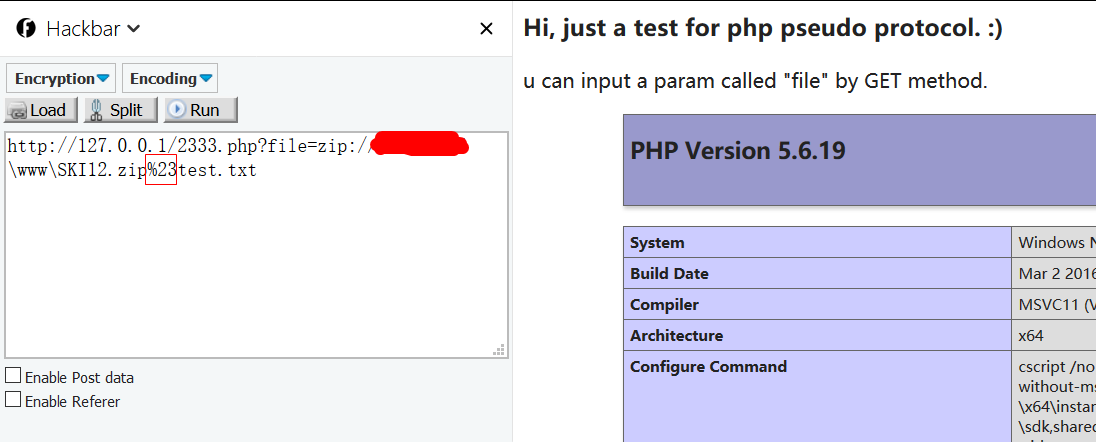 Hackbar
Encryption
Encoding
Load
Split
Run
http://127.0.0.1/2333.php?file=zip:/
\www\SKI12.zip%23test.txt
Enable Post data
Enable Referer
Hi, just a test for php pseudo protocol. :)
u can input a param called "file" by GET method.
PHP Version 5.6.19
System Windows N
Build Date Mar 2 2016
Compiler MSVC11 (V
Architecture x64
Configure Command cscript /no
without-ms
\x64\instan
\sdk,shared